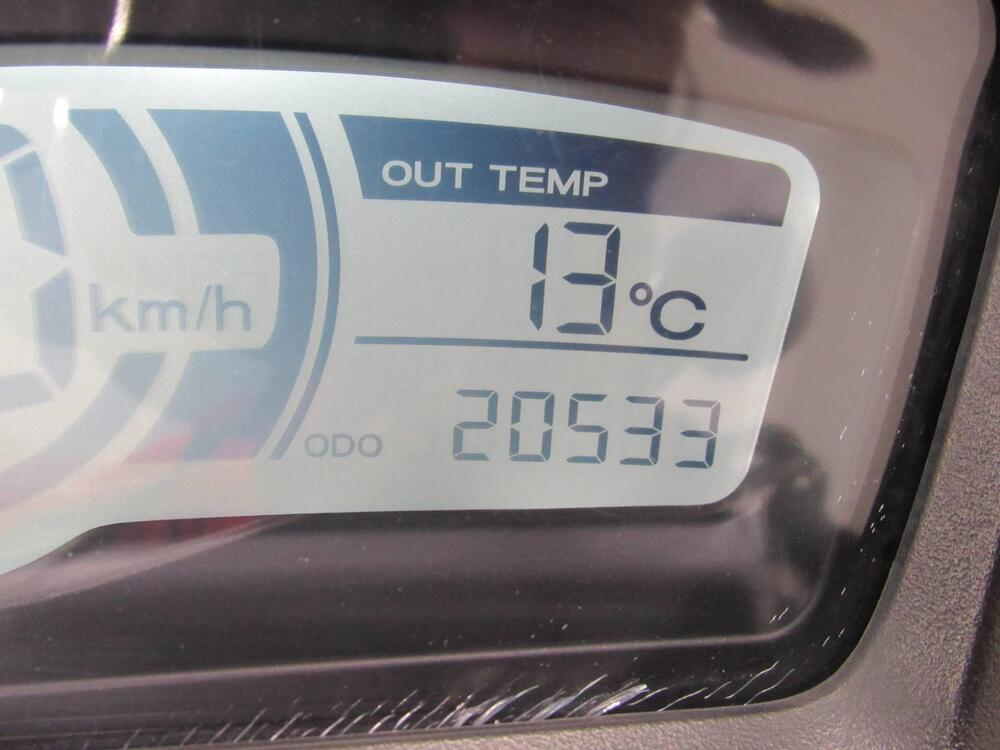 OUT TEMP
13°C
km/h
ODO 20533